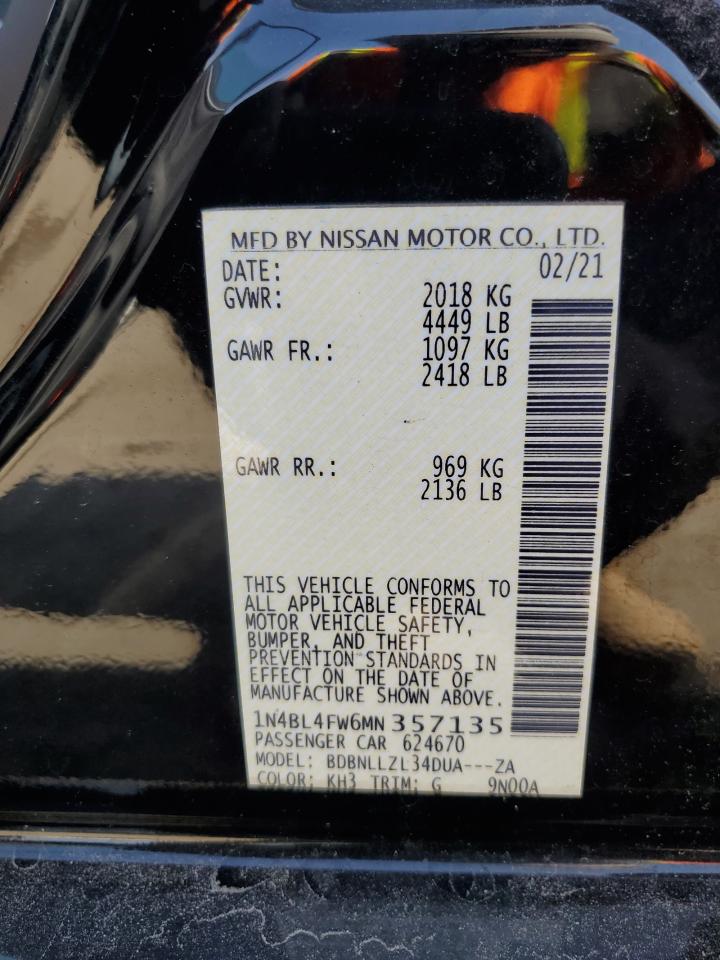 MFD BY NISSAN MOTOR CO., LTD.
DATE: 02/21
GVWR: 2018 KG
4449 LB
GAWR FR.: 1097 KG
2418 LB
GAWR RR.: 969 KG
2136 LB
THIS VEHICLE CONFORMS TO
ALL APPLICABLE FEDERAL
MOTOR VEHICLE SAFETY,
BUMPER, AND THEFT
PREVENTION STANDARDS IN
EFFECT ON THE DATE OF
MANUFACTURE SHOWN ABOVE.
1N4BL4FW6MN357135
PASSENGER CAR 624670
MODEL: BDBNLLZL34DUA---ZA
COLOR: KH3 TRIM: G 9N00A